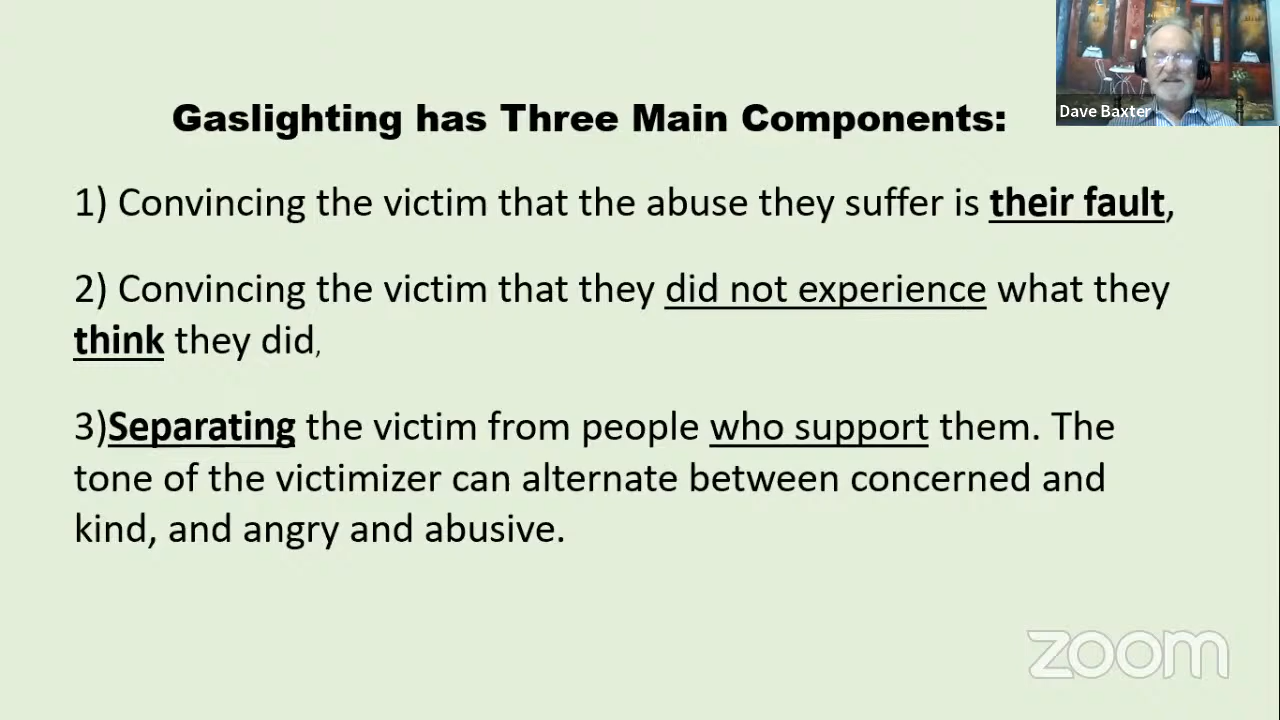 Gaslighting has Three Main Components:
Dave Baxter
1) Convincing the victim that the abuse they suffer is their fault,
2) Convincing the victim that they did not experience what they
think they did,
3)Separating the victim from people who support them. The
tone of the victimizer can alternate between concerned and
kind, and angry and abusive.
zoom